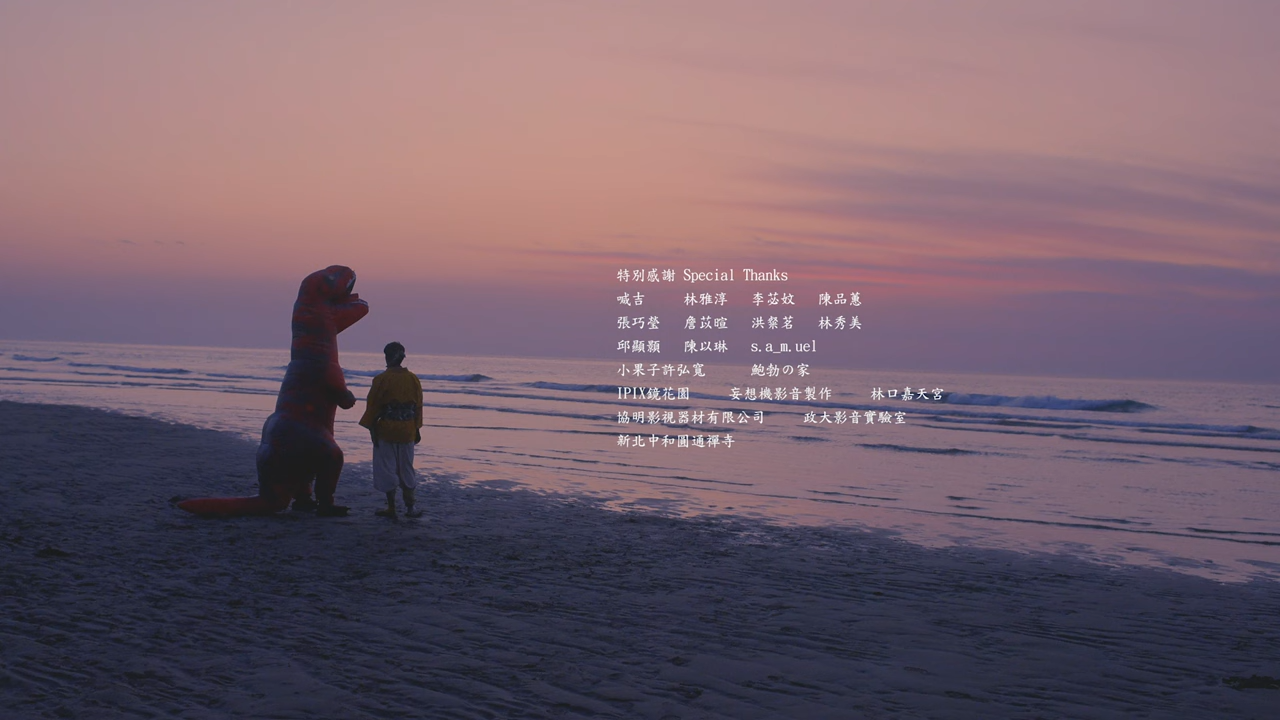 特別感謝 Special Thanks
喊吉 林雅淳 李苾妏 陳品蕙
張巧瑩 詹苡暄 洪粲茗 林秀美
邱顯顥 陳以琳 s.a_m.uel
小果子許弘寬 鮑勃の家
IPIX鏡花園 妄想機影音製作 林口嘉天宮
協明影視器材有限公司 政大影音實驗室
新北中和圓通禪寺